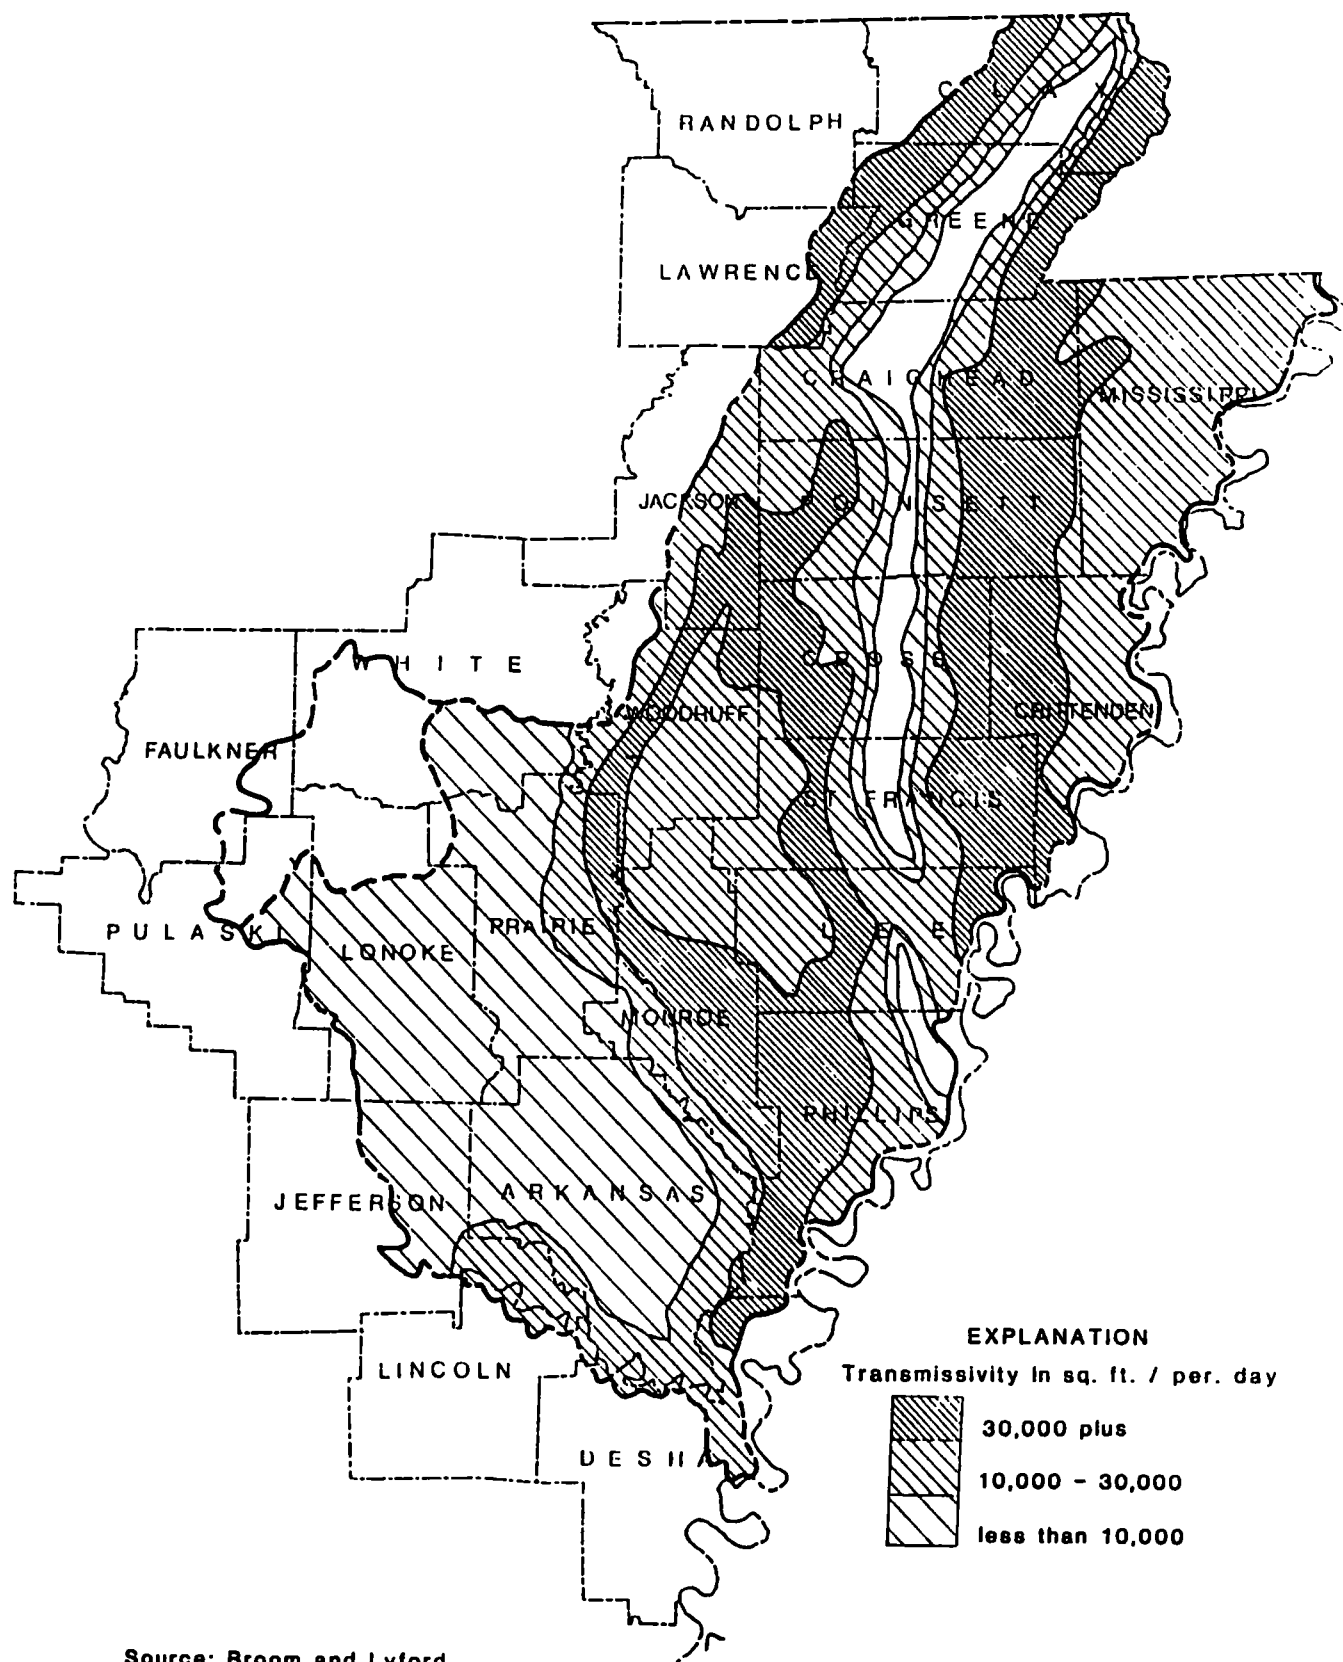 C L A Y
RANDOLPH
GREENE
LAWRENCE
CRAIGHEAD
MISSISSIPPI
JACKSON
POINSETT
WHITE
CROSS
WOODRUFF
CRITTENDEN
FAULKNER
ST FRANCIS
PULASKI
LONOKE
PRAIRIE
LEE
MONROE
PHILLIPS
JEFFERSON
ARKANSAS
LINCOLN
DESHA
EXPLANATION
Transmissivity in sq. ft. / per. day
30,000 plus
10,000 - 30,000
less than 10,000
Source: Broom and Lyford